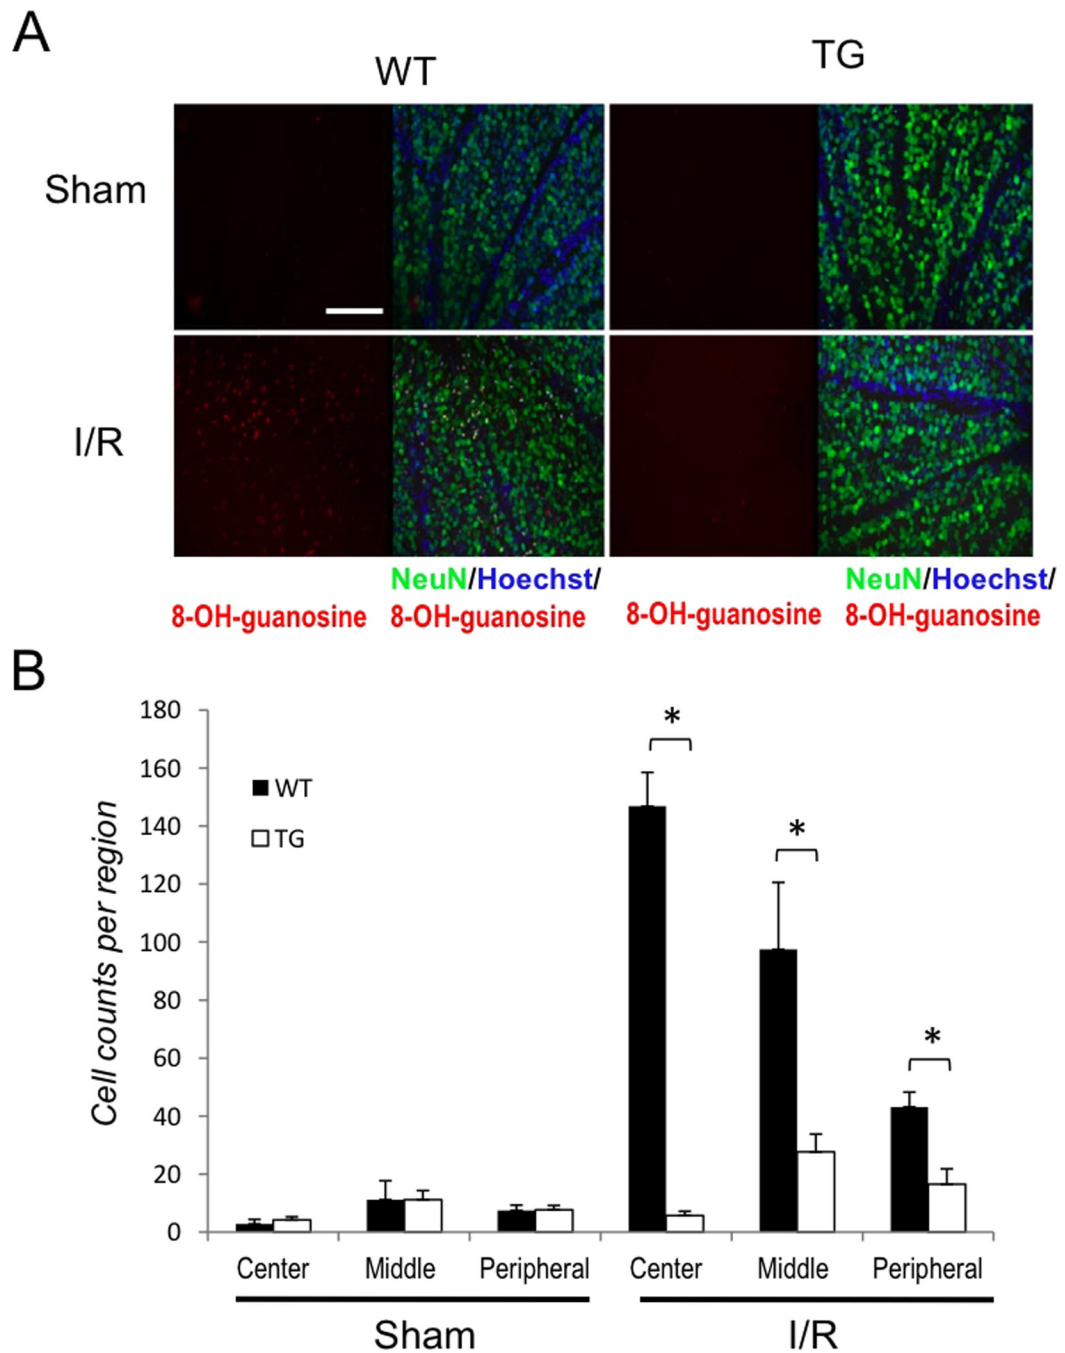 A
WT
TG
Sham
I/R
NeuN/Hoechst/
NeuN/Hoechst/
8-OH-guanosine
8-OH-guanosine
8-OH-guanosine
8-OH-guanosine
B
180
160
140
120
100
80
60
40
20
0
Cell counts per region
WT
TG
*
*
*
Center
Middle
Peripheral
Center
Middle
Peripheral
Sham
I/R